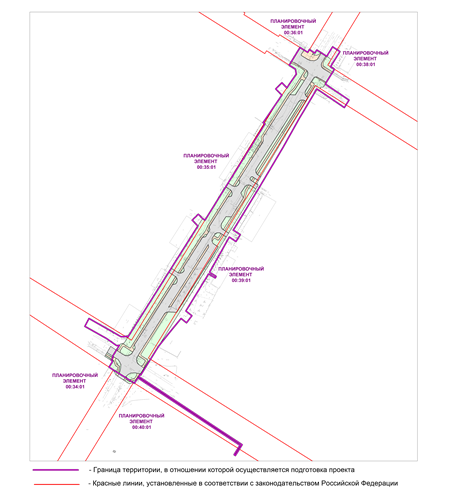 ПЛАНИРОВОЧНЫЙ
ЭЛЕМЕНТ
00:36:01
ПЛАНИРОВОЧНЫЙ
ЭЛЕМЕНТ
00:38:01
ПЛАНИРОВОЧНЫЙ
ЭЛЕМЕНТ
00:35:01
ПЛАНИРОВОЧНЫЙ
ЭЛЕМЕНТ
00:39:01
ПЛАНИРОВОЧНЫЙ
ЭЛЕМЕНТ
00:34:01
ПЛАНИРОВОЧНЫЙ
ЭЛЕМЕНТ
00:40:01
- Граница территории, в отношении которой осуществляется подготовка проекта
- Красные линии, установленные в соответствии с законодательством Российской Федерации